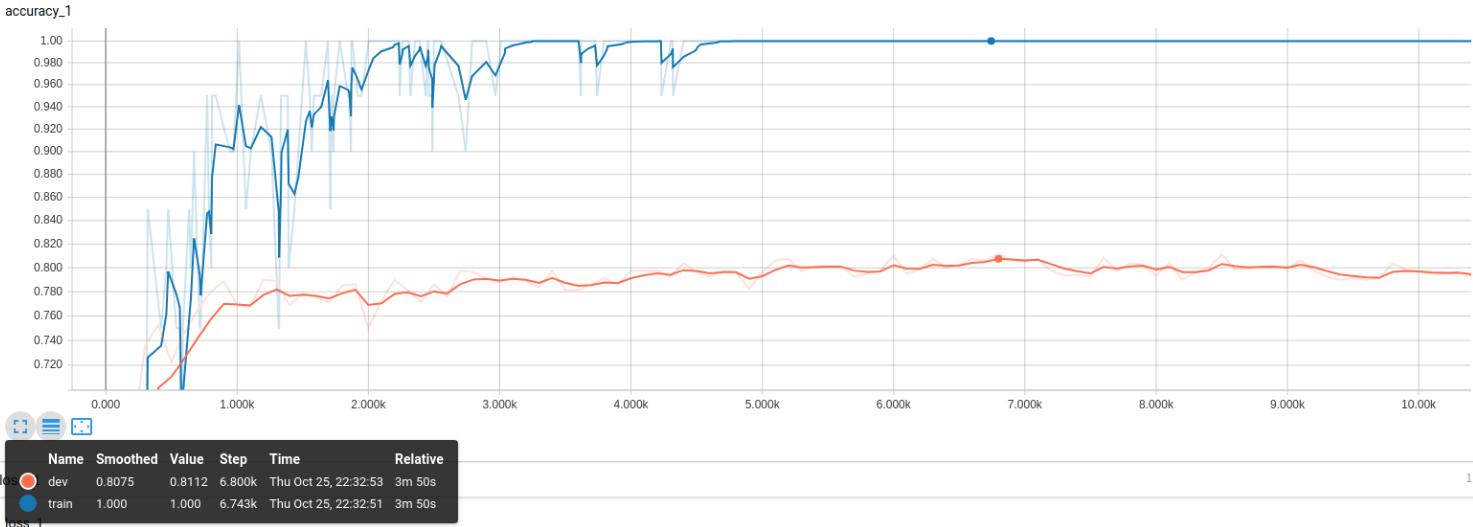 accuracy_1
1.00
0.980
0.960
0.940
0.920
0.900
0.880
0.860
0.840
0.820
0.800
0.780
0.760
0.740
0.720
0.000 1.000k 2.000k 3.000k 4.000k 5.000k 6.000k 7.000k 8.000k 9.000k 10.00k
Name Smoothed Value Step Time Relative
dev 0.8075 0.8112 6.800k Thu Oct 25, 22:32:53 3m 50s
train 1.000 1.000 6.743k Thu Oct 25, 22:32:51 3m 50s
1
loss_1